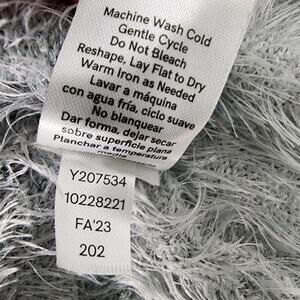 Machine Wash Cold
Gentle Cycle
Do Not Bleach
Reshape, Lay Flat to Dry
Warm Iron as Needed
Lavar a máquina
con agua fría, ciclo suave
No blanquear
Dar forma, dejar secar
sobre superficie plana
Planchar a temperatura
media
Y207534
10228221
FA'23
202